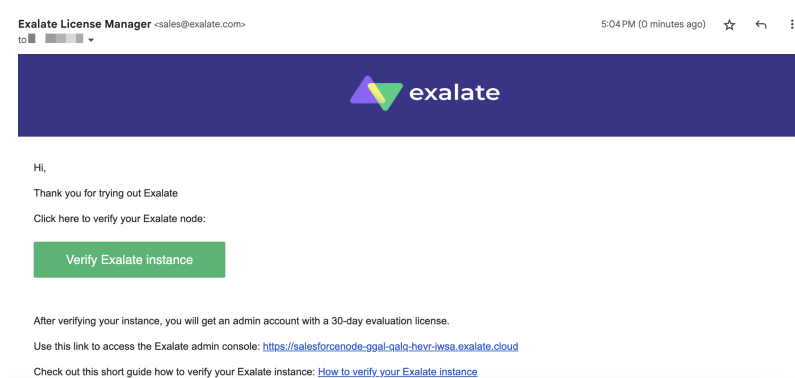 Exalate License Manager <sales@exalate.com>
5:04 PM (0 minutes ago)
to
exalate
Hi,
Thank you for trying out Exalate
Click here to verify your Exalate node:
Verify Exalate instance
After verifying your instance, you will get an admin account with a 30-day evaluation license.
Use this link to access the Exalate admin console: https://salesforcenode-ggal-qalq-hevr-iwsa.exalate.cloud
Check out this short guide how to verify your Exalate instance: How to verify your Exalate instance